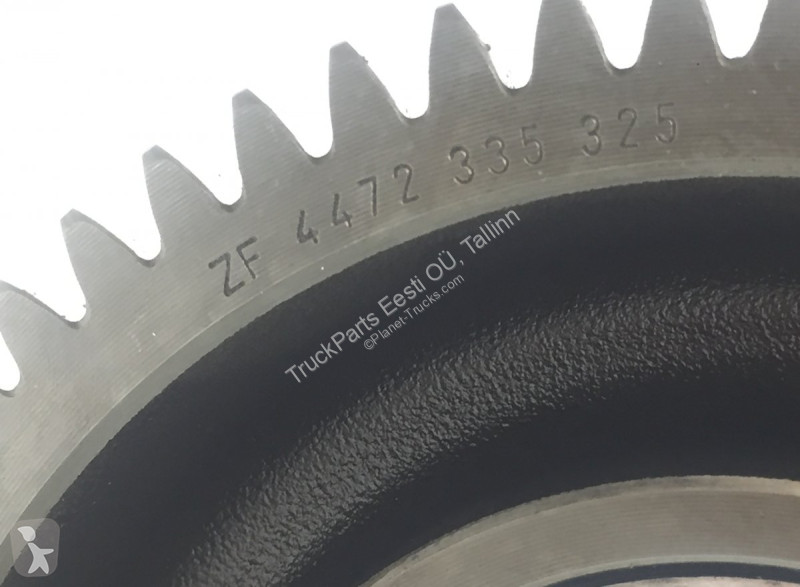 ZF 4472 335 325
TruckParts Eesti OÜ, Tallinn
©Planet-Trucks.com